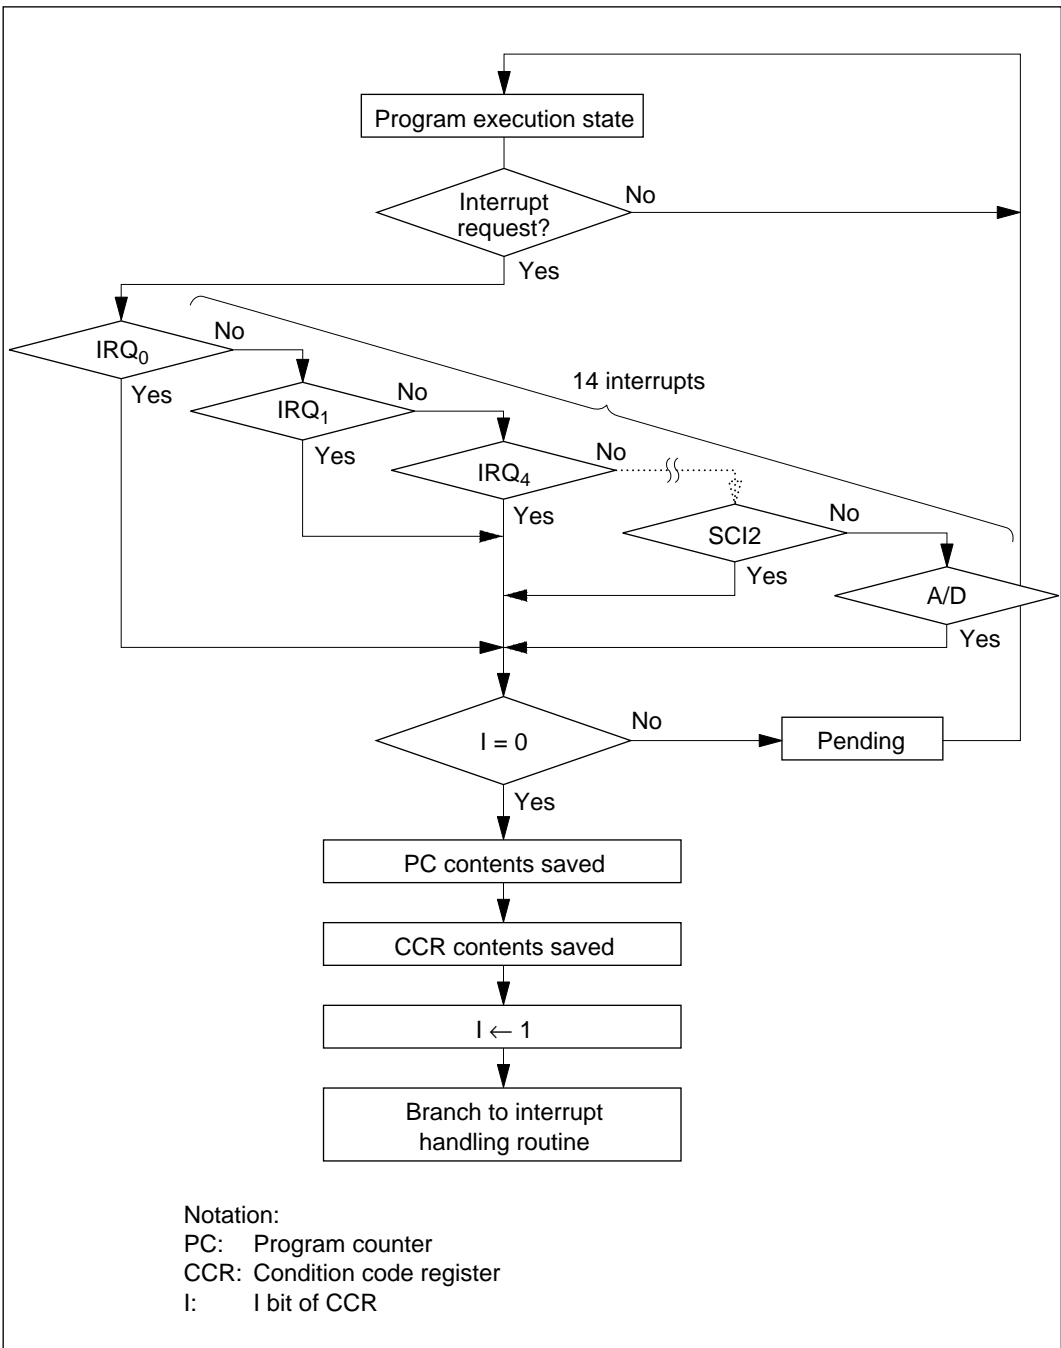 Program execution state
Interrupt
request?
No
Yes
IRQ0
No
Yes
14 interrupts
IRQ1
No
Yes
IRQ4
No
Yes
SCI2
No
Yes
A/D
Yes
I = 0
No
Pending
Yes
PC contents saved
CCR contents saved
I ← 1
Branch to interrupt
handling routine
Notation:
PC: Program counter
CCR: Condition code register
I: I bit of CCR